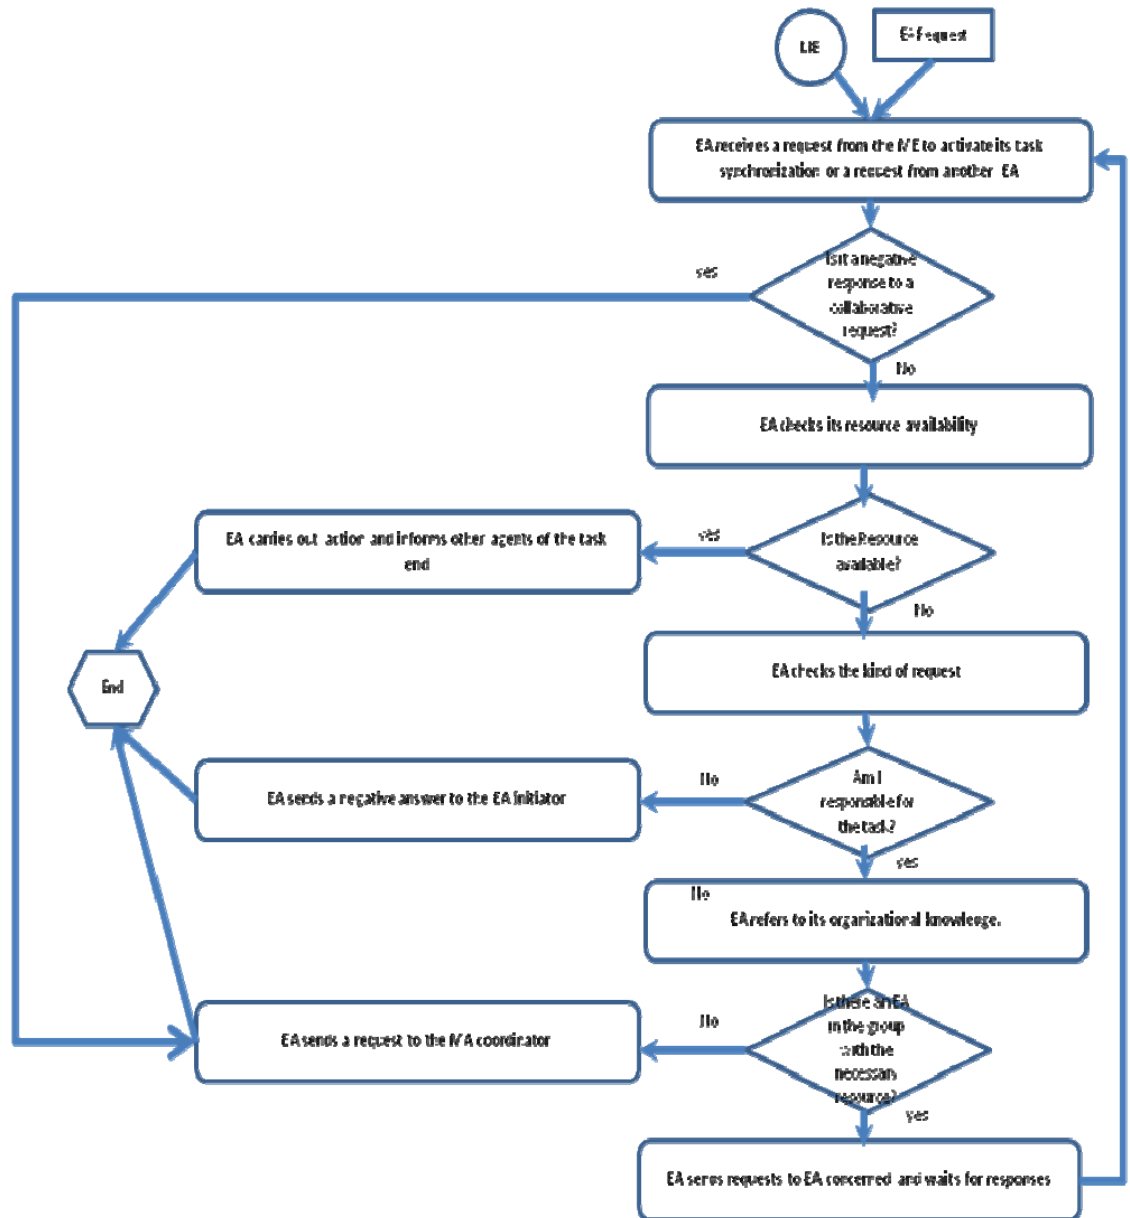 EA Request
EA receives a request from the ME to activate its task
synchronization or a request from another EA
yes
Is it a negative
response to a
collaborative
request?
No
EA checks its resource availability
EA carries out action and informs other agents of the task
end
yes
Is the Resource
available?
No
End
EA checks the kind of request
EA sends a negative answer to the EA initiator
No
Am I
responsible for
the task?
yes
No
EA refers to its organizational knowledge.
EA sends a request to the MA coordinator
No
Is there an EA
in the group
with the
necessary
resource?
yes
EA sends requests to EA concerned and waits for responses